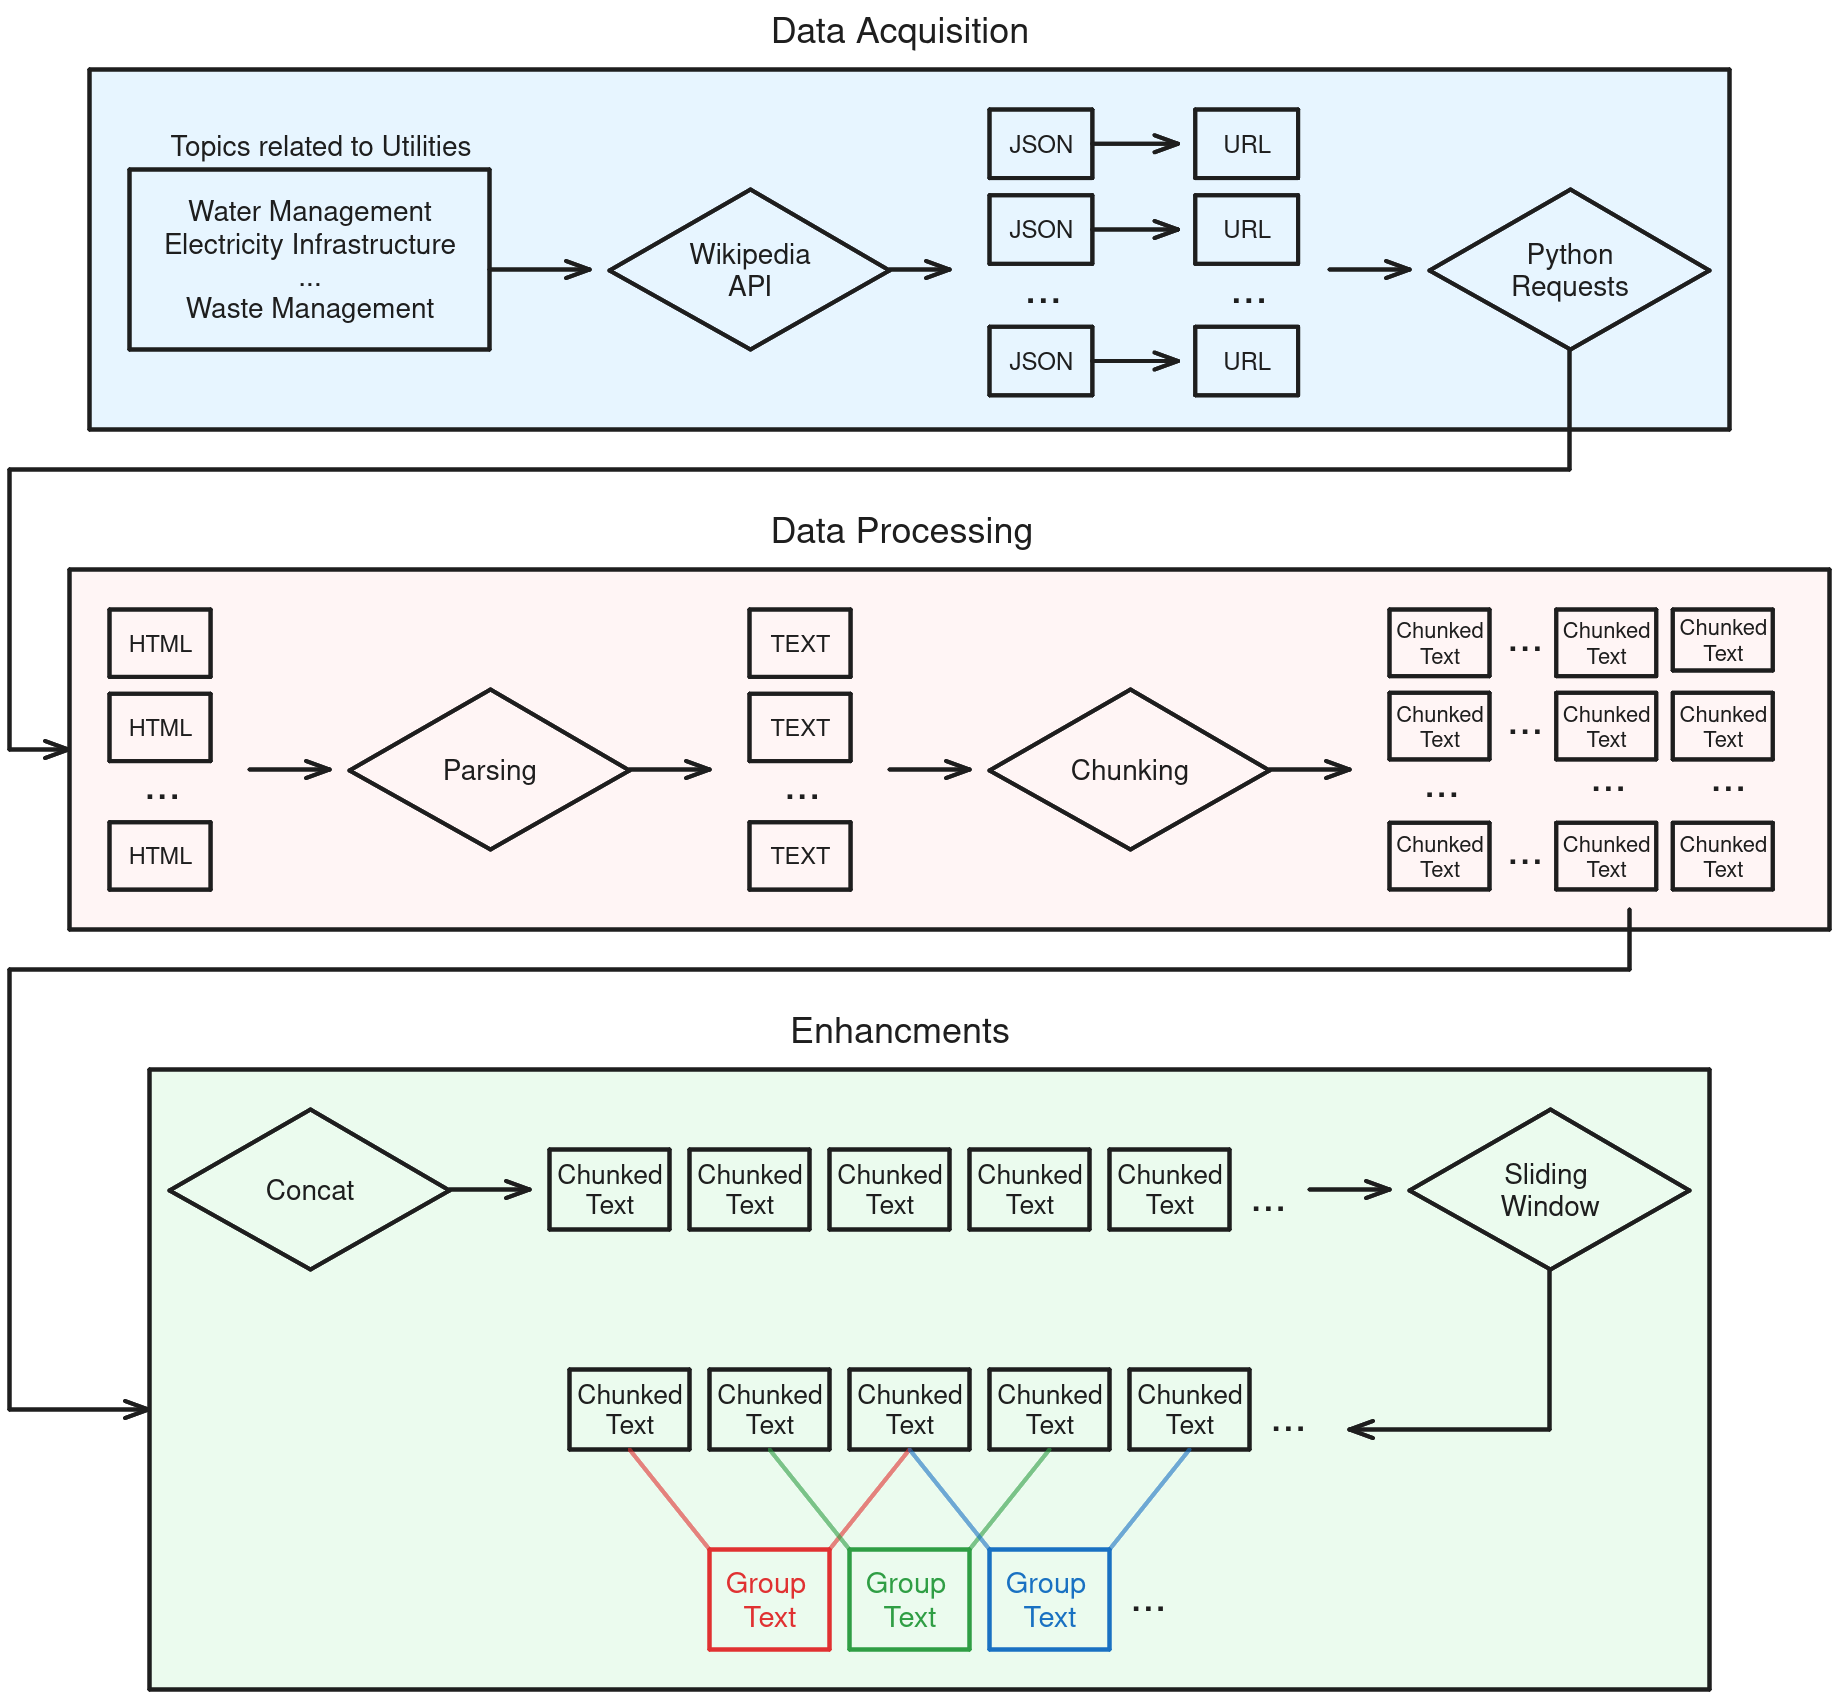 Data Acquisition
Topics related to Utilities
Water Management
Electricity Infrastructure
...
Waste Management
Wikipedia
API
JSON
URL
JSON
URL
...
...
JSON
URL
Python
Requests
Data Processing
HTML
HTML
...
HTML
Parsing
TEXT
TEXT
...
TEXT
Chunking
Chunked
Text
...
Chunked
Text
Chunked
Text
Chunked
Text
...
Chunked
Text
Chunked
Text
...
...
...
Chunked
Text
...
Chunked
Text
Chunked
Text
Enhancments
Concat
Chunked
Text
Chunked
Text
Chunked
Text
Chunked
Text
Chunked
Text
...
Sliding
Window
Chunked
Text
Chunked
Text
Chunked
Text
Chunked
Text
Chunked
Text
...
Group
Text
Group
Text
Group
Text
...